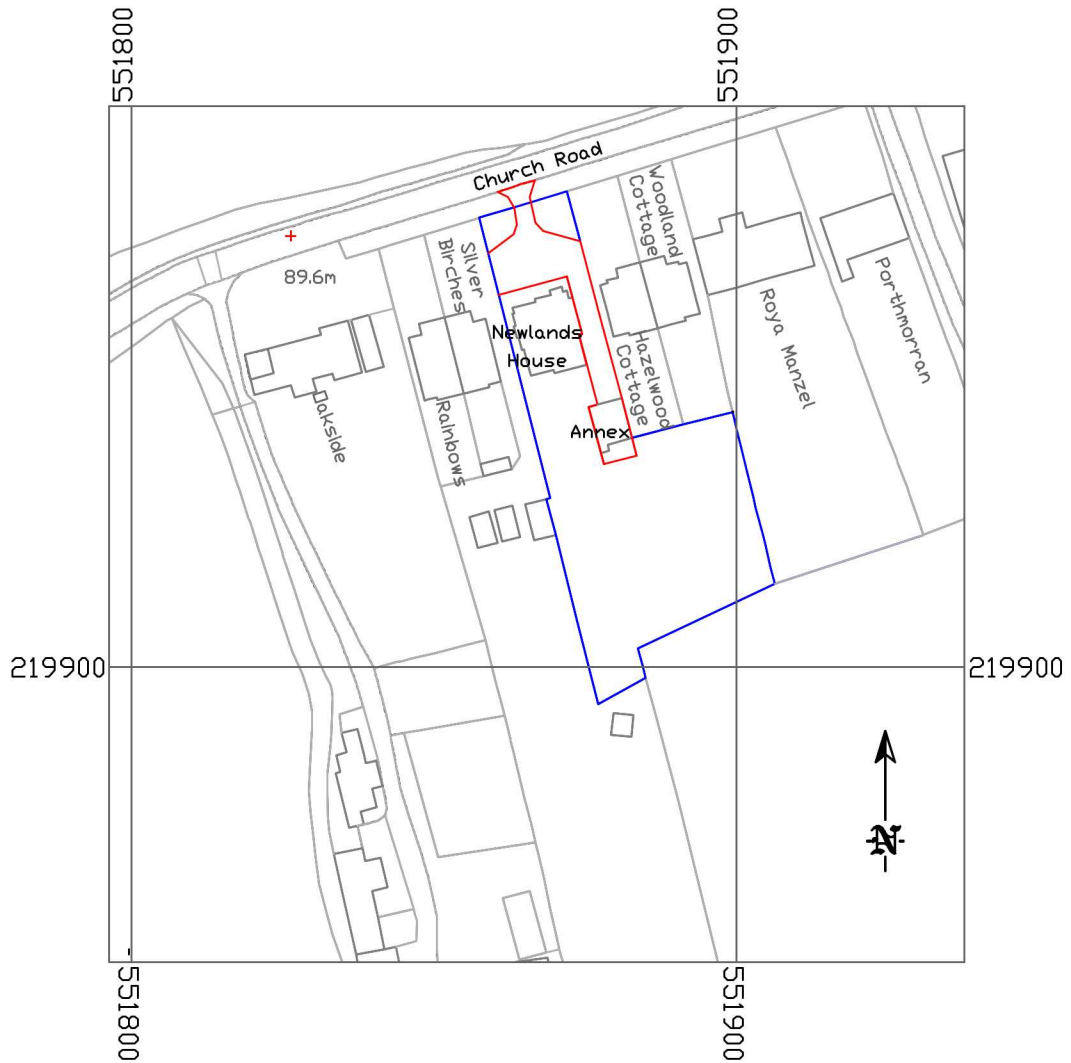 551800
551900
Church Road
89.6m
Silver
Birches
Woodland
Cottage
Roya Manzel
Porthmorran
Newlands
House
Hazelwood
Cottage
Oakside
Rainbows
Annex
219900
219900
N
551800
551900